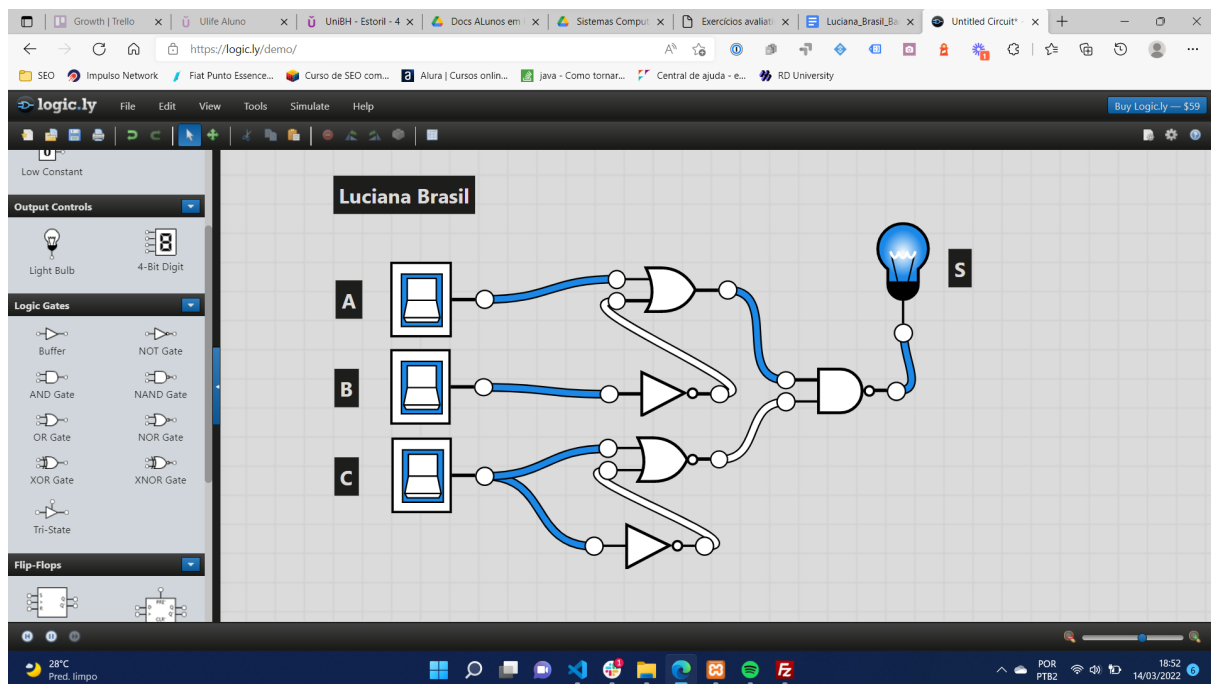 Growth | Trello
Ulife Aluno
UniBH - Estoril - 4
Docs ALunos em
Sistemas Comput
Exercícios avaliati
Luciana_Brasil_Ba
Untitled Circuit*
https://logic.ly/demo/
SEO
Impulso Network
Fiat Punto Essence...
Curso de SEO com...
Alura | Cursos onlin...
java - Como tornar...
Central de ajuda - e...
RD University
logic.ly
File
Edit
View
Tools
Simulate
Help
Buy Logic.ly — $59
Low Constant
Output Controls
Light Bulb
4-Bit Digit
Logic Gates
Buffer
NOT Gate
AND Gate
NAND Gate
OR Gate
NOR Gate
XOR Gate
XNOR Gate
Tri-State
Flip-Flops
Luciana Brasil
A
B
C
S
28°C
Pred. limpo
POR
PTB2
18:52
14/03/2022
6